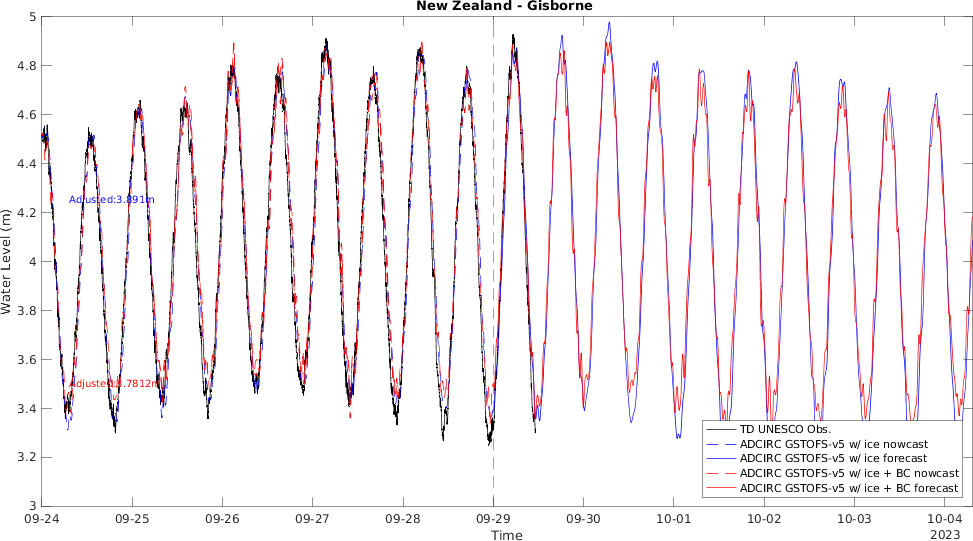 New Zealand - Gisborne
5
4.8
4.6
4.4
4.2
4
3.8
3.6
3.4
3.2
3
Water Level (m)
Adjusted:3.891m
Adjusted:3.7812m
TD UNESCO Obs.
ADCIRC GSTOFS-v5 w/ ice nowcast
ADCIRC GSTOFS-v5 w/ ice forecast
ADCIRC GSTOFS-v5 w/ ice + BC nowcast
ADCIRC GSTOFS-v5 w/ ice + BC forecast
09-24 09-25 09-26 09-27 09-28 09-29 09-30 10-01 10-02 10-03 10-04
Time
2023